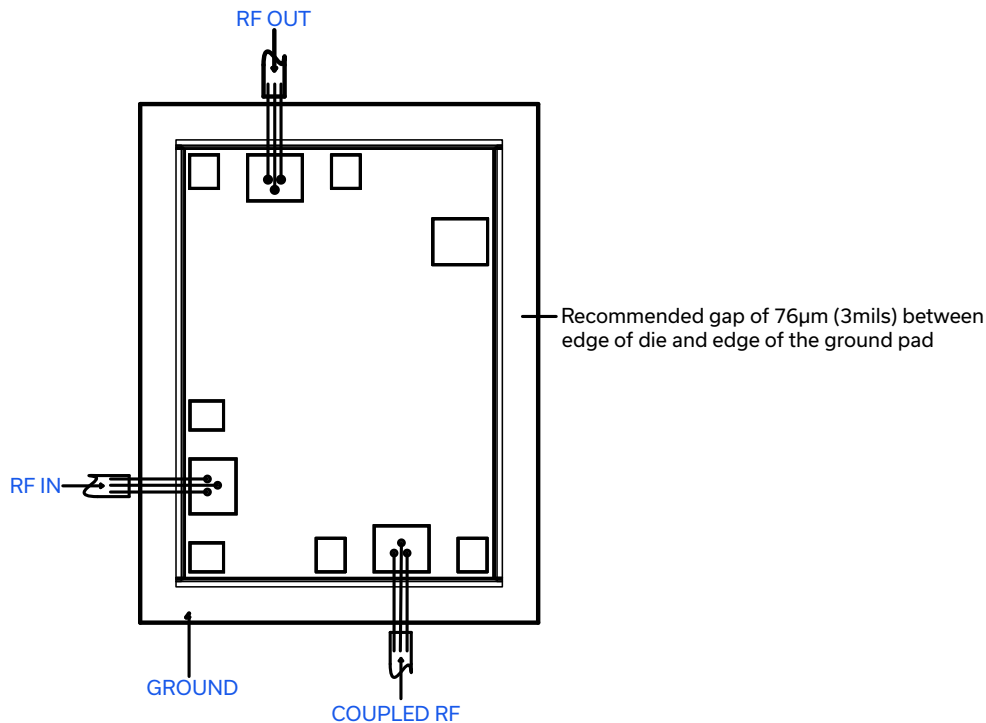 RF OUT
Recommended gap of 76µm (3mils) between
edge of die and edge of the ground pad
RF IN
GROUND
COUPLED RF